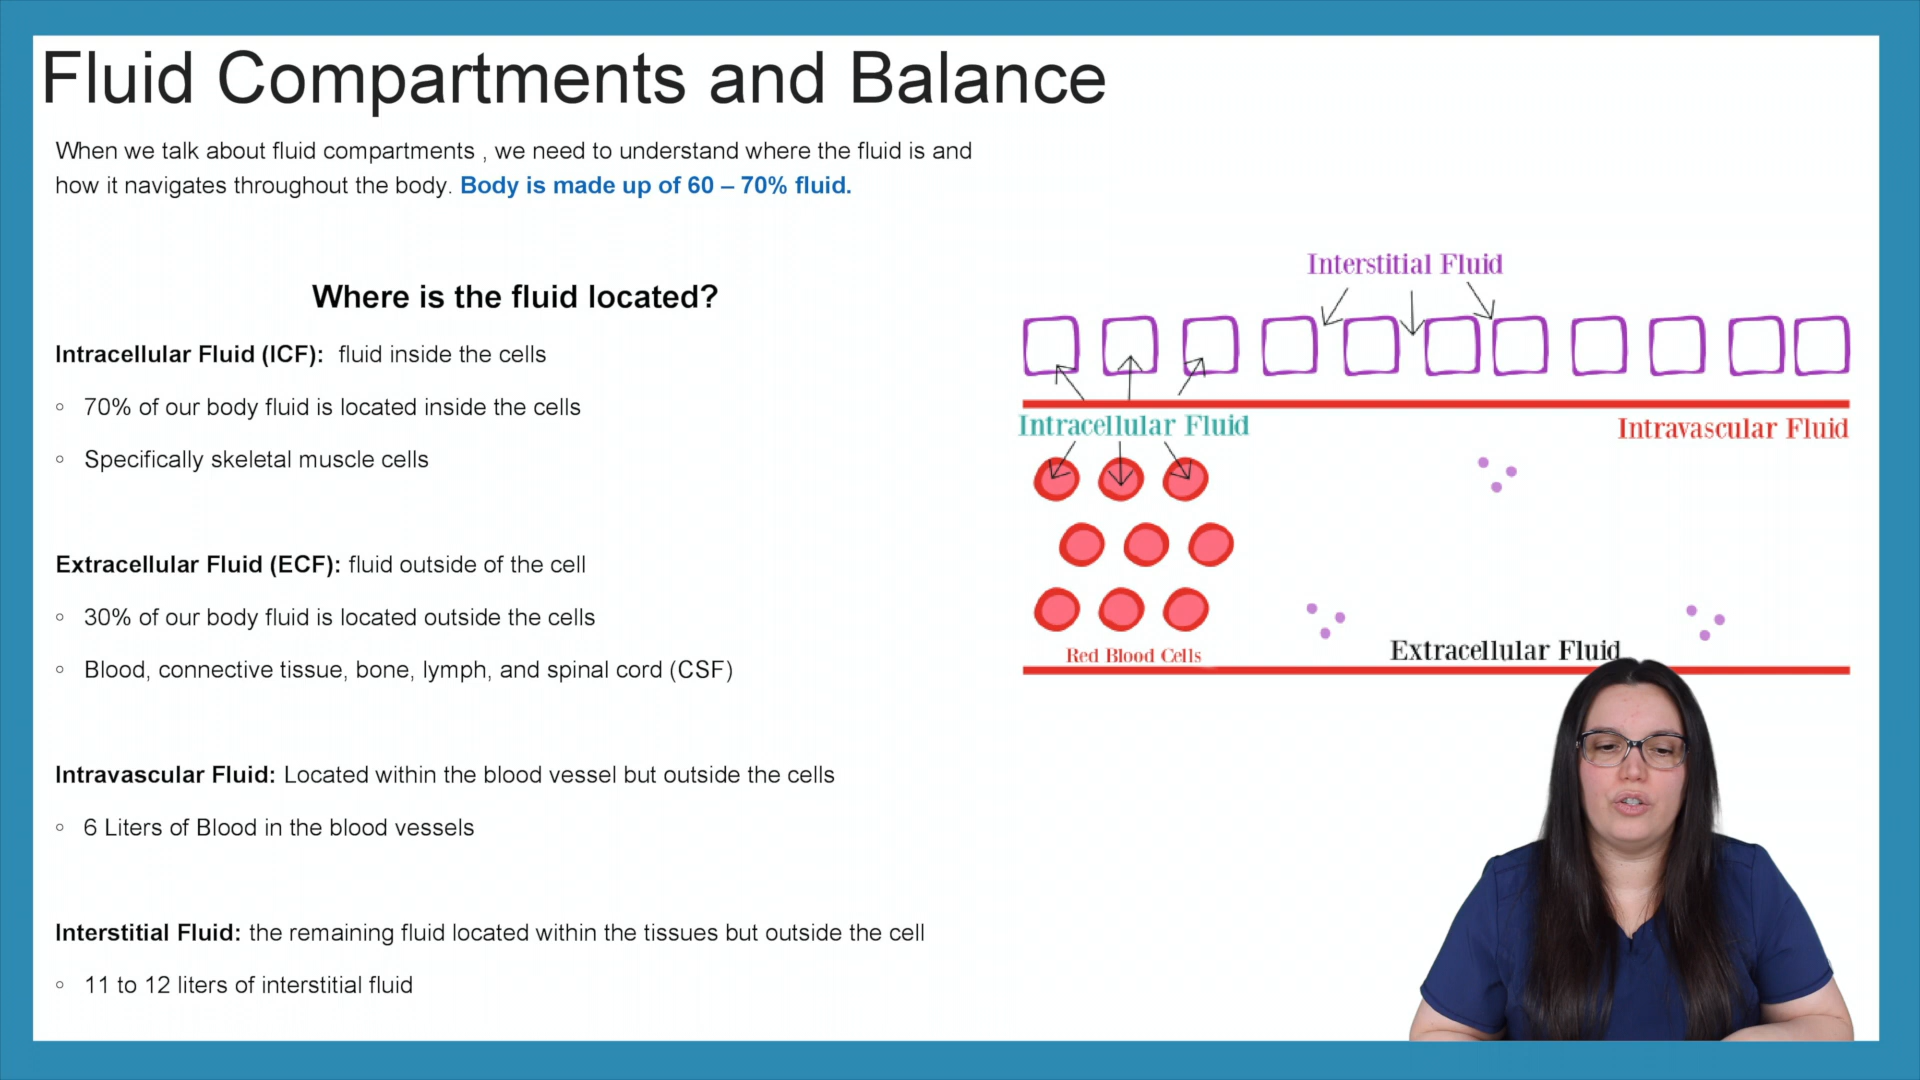 Fluid Compartments and Balance
When we talk about fluid compartments , we need to understand where the fluid is and
how it navigates throughout the body. Body is made up of 60 – 70% fluid.
Where is the fluid located?
Intracellular Fluid (ICF): fluid inside the cells
◦ 70% of our body fluid is located inside the cells
◦ Specifically skeletal muscle cells
Extracellular Fluid (ECF): fluid outside of the cell
◦ 30% of our body fluid is located outside the cells
◦ Blood, connective tissue, bone, lymph, and spinal cord (CSF)
Intravascular Fluid: Located within the blood vessel but outside the cells
◦ 6 Liters of Blood in the blood vessels
Interstitial Fluid: the remaining fluid located within the tissues but outside the cell
◦ 11 to 12 liters of interstitial fluid
Interstitial Fluid
Intracellular Fluid
Intravascular Fluid
Red Blood Cells
Extracellular Fluid